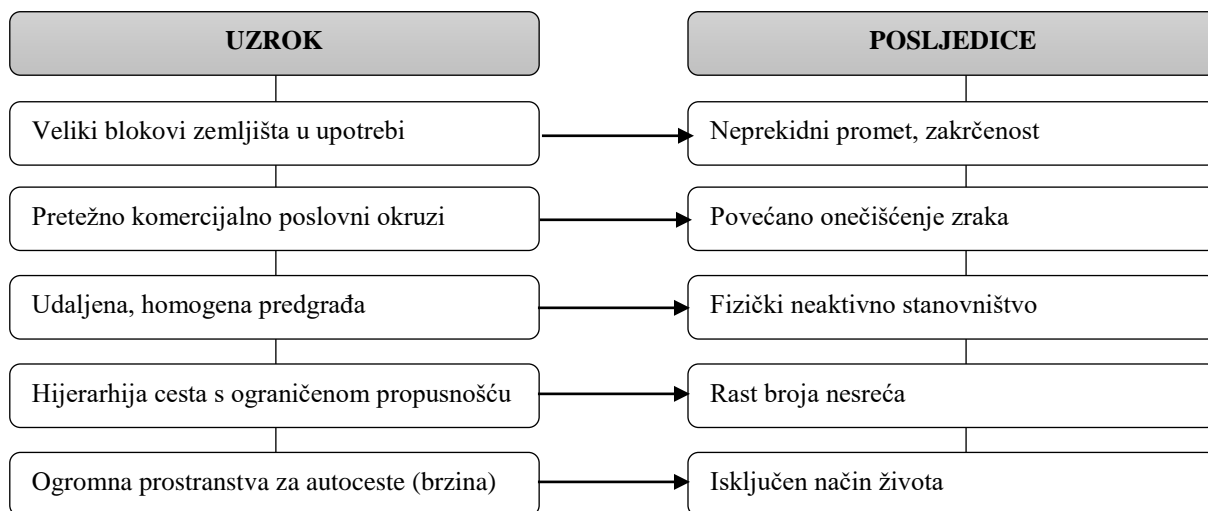 UZROK
POSLJEDICE
Veliki blokovi zemljišta u upotrebi
Neprekidni promet, zakrčenost
Pretežno komercijalno poslovni okruzi
Povećano onečišćenje zraka
Udaljena, homogena predgrađa
Fizički neaktivno stanovništvo
Hijerarhija cesta s ograničenom propusnošću
Rast broja nesreća
Ogromna prostranstva za autoceste (brzina)
Isključen način života